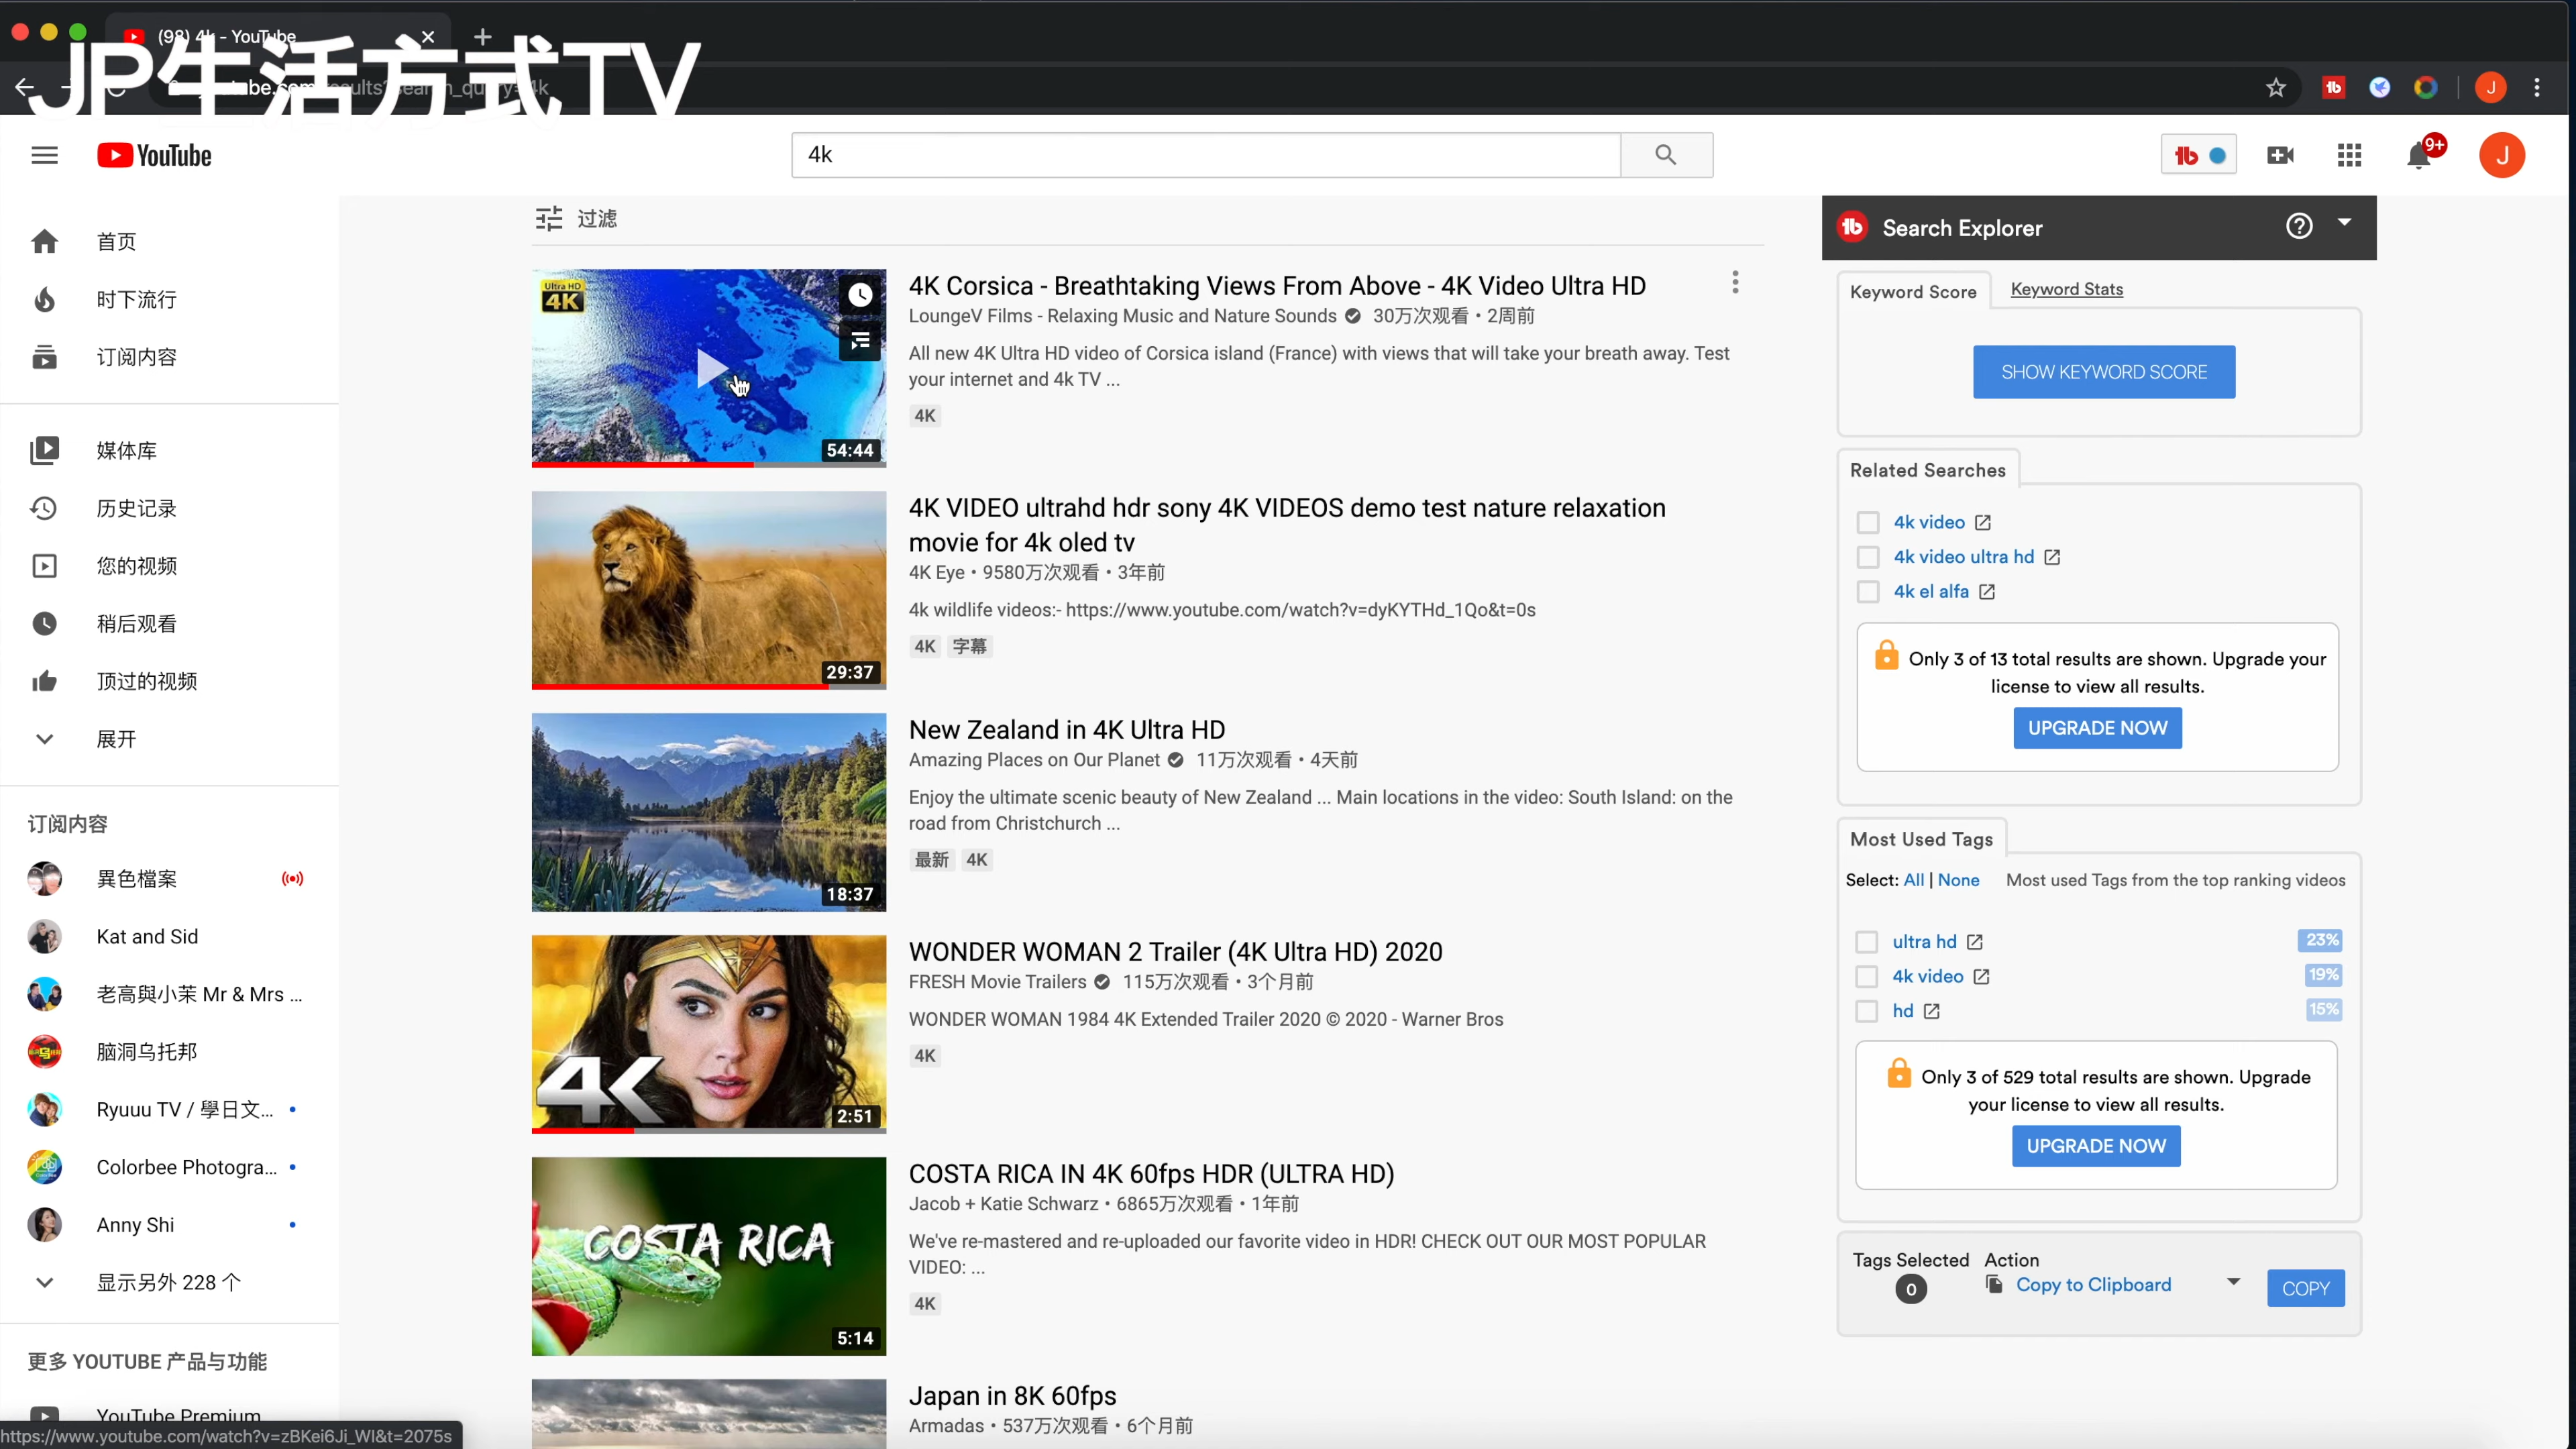 (98) 4k - YouTube
JP生活方式TV
YouTube
4k
9+
J
首页
时下流行
订阅内容
媒体库
历史记录
您的视频
稍后观看
顶过的视频
展开
订阅内容
異色檔案
Kat and Sid
老高與小茉 Mr & Mrs ...
脑洞乌托邦
Ryuuu TV / 學日文...
Colorbee Photogra...
Anny Shi
显示另外 228 个
更多 YOUTUBE 产品与功能
YouTube Premium
https://www.youtube.com/watch?v=zBKei6Ji_WI&t=2075s
过滤
Ultra HD
4K
54:44
4K Corsica - Breathtaking Views From Above - 4K Video Ultra HD
LoungeV Films - Relaxing Music and Nature Sounds 30万次观看 • 2周前
All new 4K Ultra HD video of Corsica island (France) with views that will take your breath away. Test
your internet and 4k TV ...
4K
29:37
4K VIDEO ultrahd hdr sony 4K VIDEOS demo test nature relaxation
movie for 4k oled tv
4K Eye • 9580万次观看 • 3年前
4k wildlife videos:- https://www.youtube.com/watch?v=dyKYTHd_1Qo&t=0s
4K 字幕
18:37
New Zealand in 4K Ultra HD
Amazing Places on Our Planet 11万次观看 • 4天前
Enjoy the ultimate scenic beauty of New Zealand ... Main locations in the video: South Island: on the
road from Christchurch ...
最新 4K
4K
2:51
WONDER WOMAN 2 Trailer (4K Ultra HD) 2020
FRESH Movie Trailers 115万次观看 • 3个月前
WONDER WOMAN 1984 4K Extended Trailer 2020 © 2020 - Warner Bros
4K
COSTA RICA
5:14
COSTA RICA IN 4K 60fps HDR (ULTRA HD)
Jacob + Katie Schwarz • 6865万次观看 • 1年前
We've re-mastered and re-uploaded our favorite video in HDR! CHECK OUT OUR MOST POPULAR
VIDEO: ...
4K
Japan in 8K 60fps
Armadas • 537万次观看 • 6个月前
Search Explorer
Keyword Score Keyword Stats
SHOW KEYWORD SCORE
Related Searches
4k video
4k video ultra hd
4k el alfa
Only 3 of 13 total results are shown. Upgrade your
license to view all results.
UPGRADE NOW
Most Used Tags
Select: All | None Most used Tags from the top ranking videos
ultra hd 23%
4k video 19%
hd 15%
Only 3 of 529 total results are shown. Upgrade
your license to view all results.
UPGRADE NOW
Tags Selected Action
0 Copy to Clipboard COPY